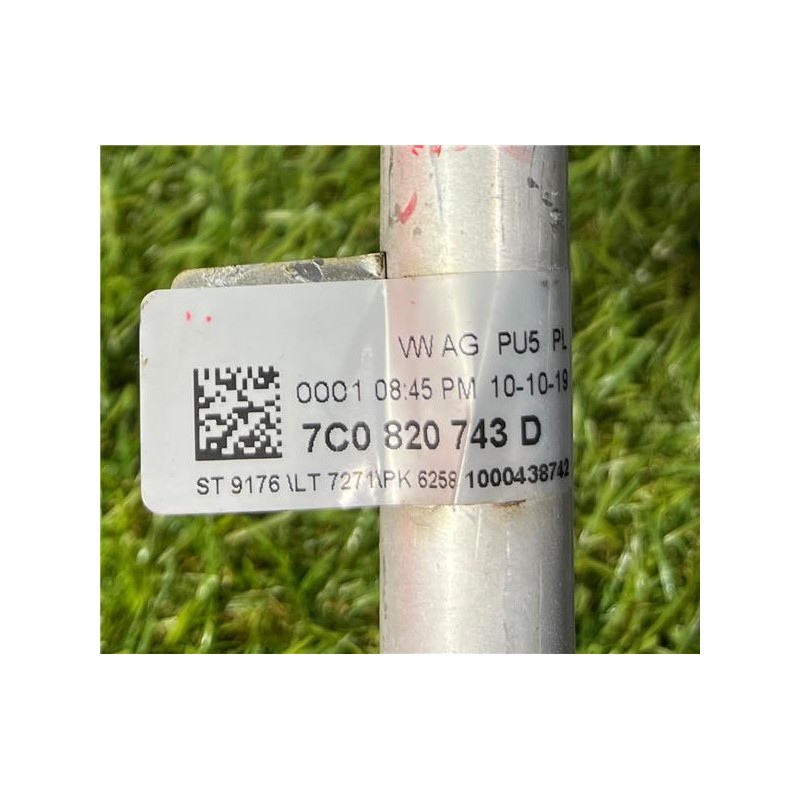 VW AG PU5 PL
0001 08:45 PM 10-10-19
7C0 820 743 D
ST 9176 \LT 7271\PK 6258 1000438742